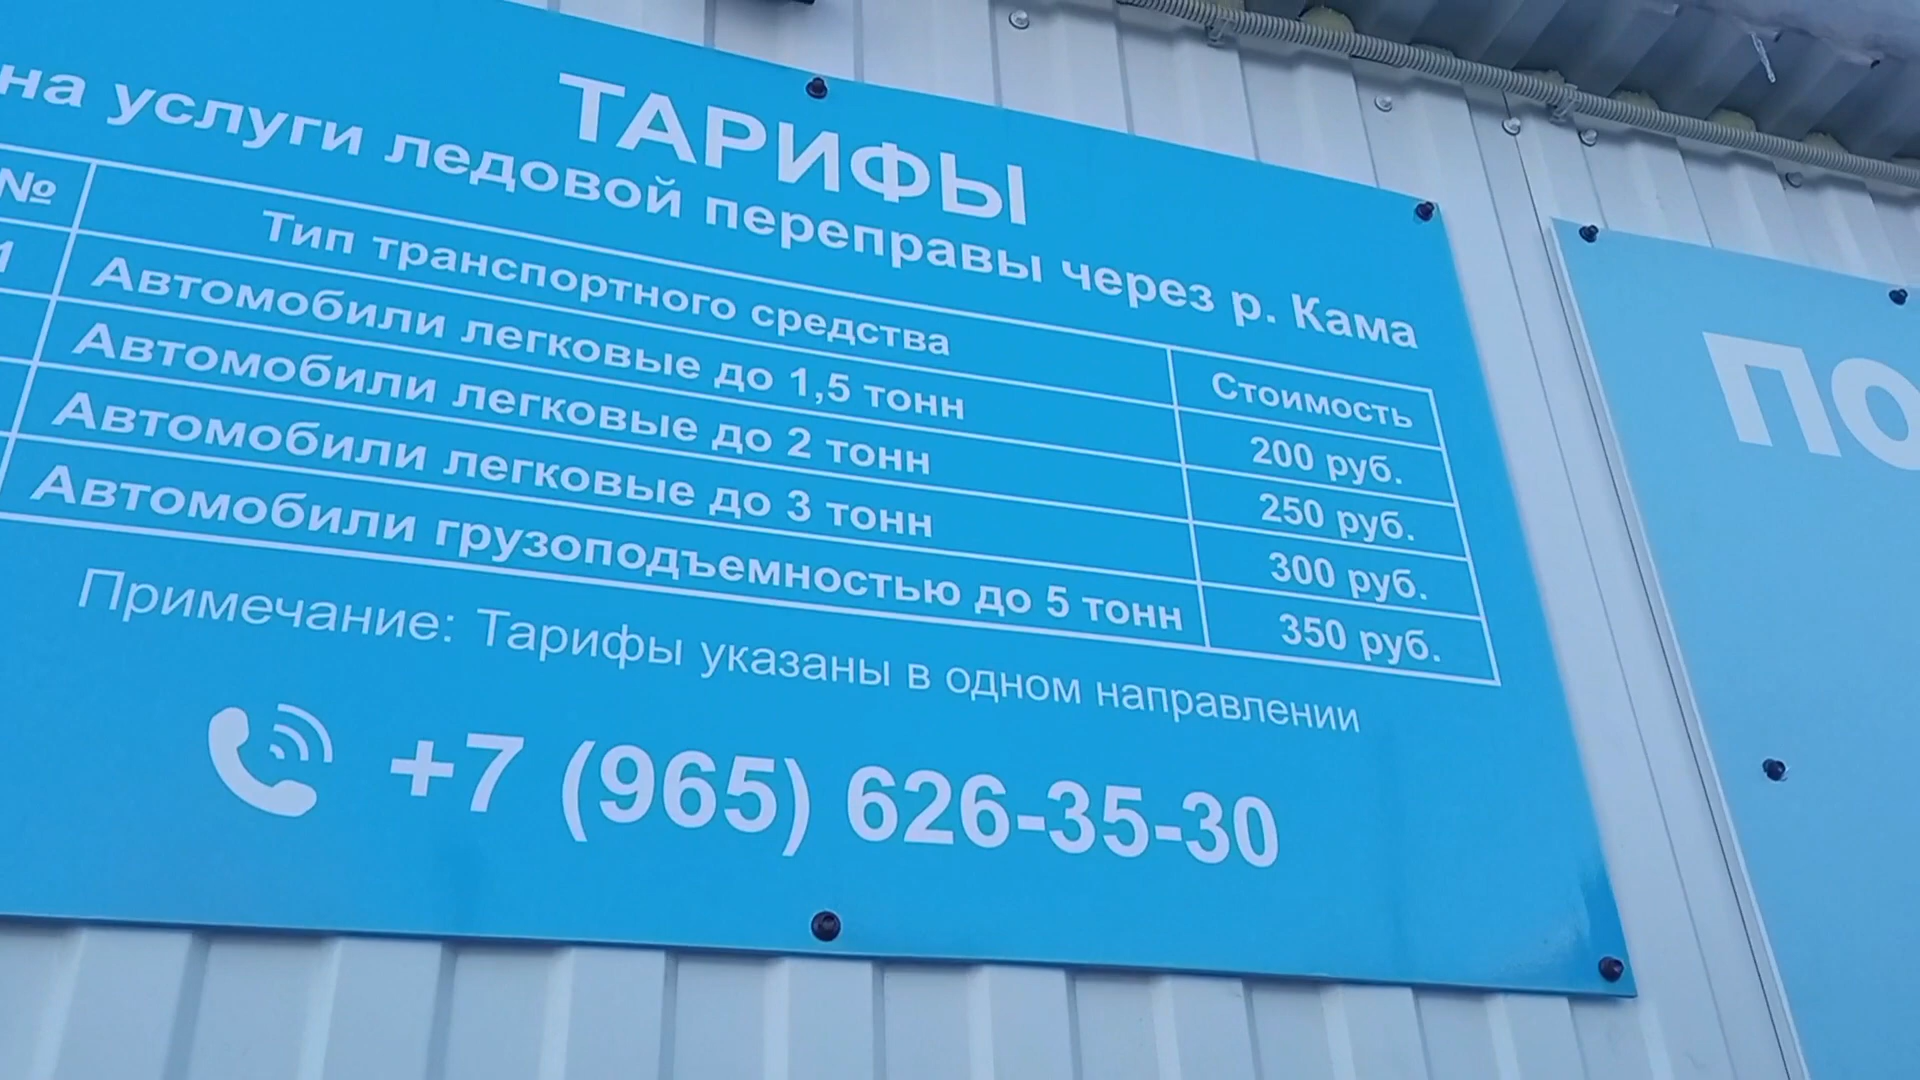 ТАРИФЫ
на услуги ледовой переправы через р. Кама
№ Тип транспортного средства Стоимость
1 Автомобили легковые до 1,5 тонн 200 руб.
Автомобили легковые до 2 тонн 250 руб.
Автомобили легковые до 3 тонн 300 руб.
Автомобили грузоподъемностью до 5 тонн 350 руб.
Примечание: Тарифы указаны в одном направлении
+7 (965) 626-35-30
ПО